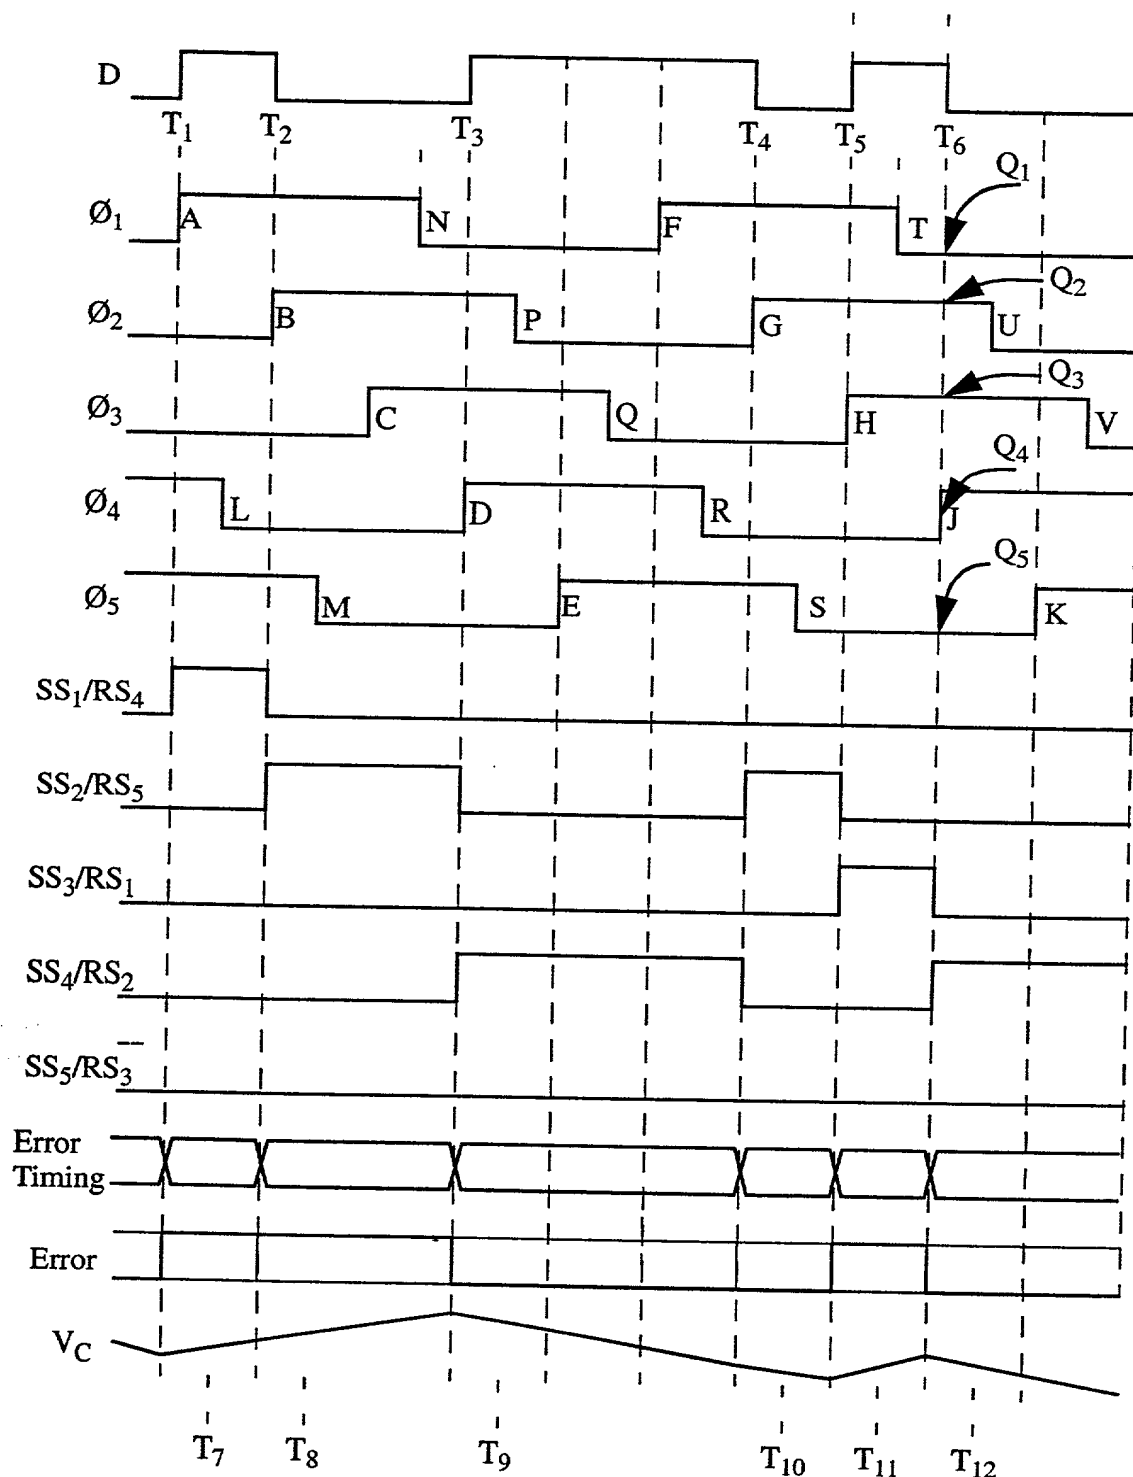 D
T1 T2 T3 T4 T5 T6
Q1
Ø1 A N F T
Q2
Ø2 B P G U
Q3
Ø3 C Q H V
Q4
Ø4 L D R J
Q5
Ø5 M E S K
SS1/RS4
SS2/RS5
SS3/RS1
SS4/RS2
SS5/RS3
Error
Timing
Error
VC
T7 T8 T9 T10 T11 T12